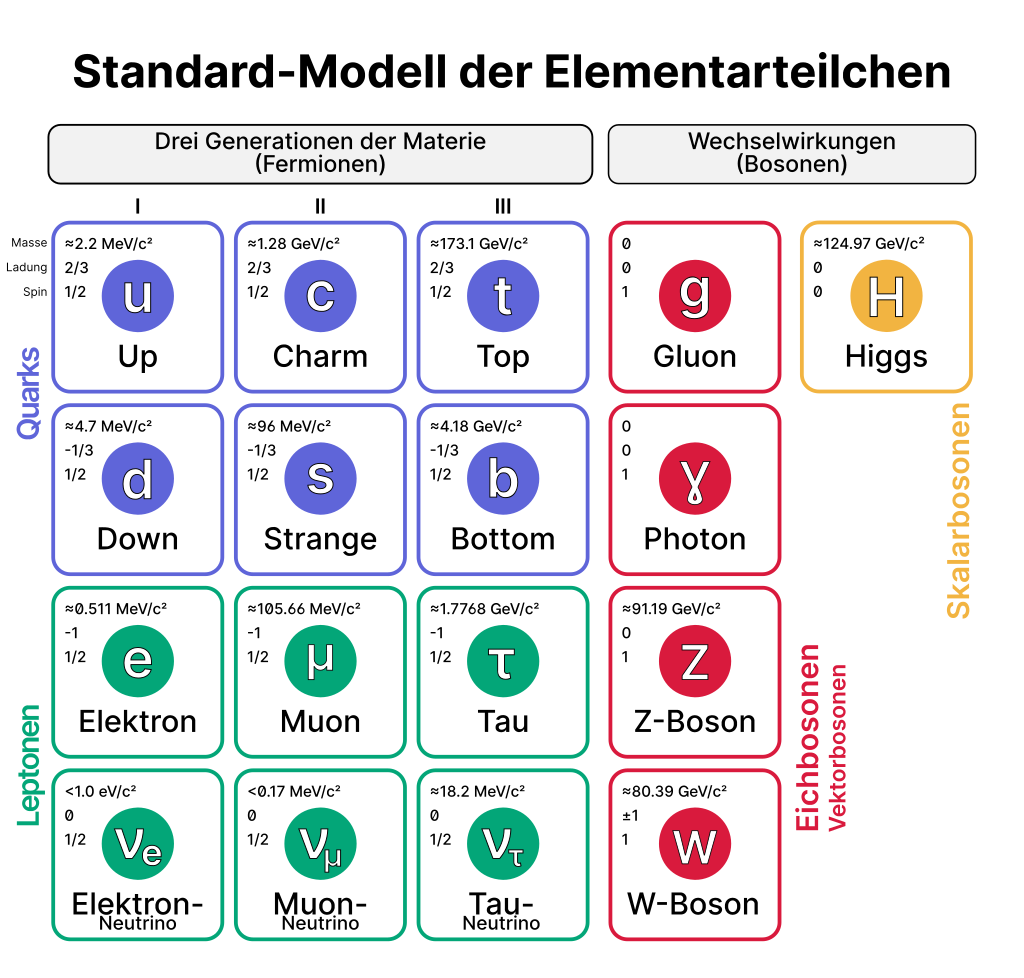 Standard-Modell der Elementarteilchen
Drei Generationen der Materie
(Fermionen)
Wechselwirkungen
(Bosonen)
I
II
III
Masse
Ladung
Spin
Quarks
≈2.2 MeV/c²
2/3
1/2
u
Up
≈1.28 GeV/c²
2/3
1/2
c
Charm
≈173.1 GeV/c²
2/3
1/2
t
Top
0
0
1
g
Gluon
≈124.97 GeV/c²
0
0
H
Higgs
≈4.7 MeV/c²
-1/3
1/2
d
Down
≈96 MeV/c²
-1/3
1/2
s
Strange
≈4.18 GeV/c²
-1/3
1/2
b
Bottom
0
0
1
γ
Photon
Skalarbosonen
Leptonen
≈0.511 MeV/c²
-1
1/2
e
Elektron
≈105.66 MeV/c²
-1
1/2
μ
Muon
≈1.7768 GeV/c²
-1
1/2
τ
Tau
≈91.19 GeV/c²
0
1
Z
Z-Boson
Eichbosonen
Vektorbosonen
<1.0 eV/c²
0
1/2
νe
Elektron-
Neutrino
<0.17 MeV/c²
0
1/2
νμ
Muon-
Neutrino
≈18.2 MeV/c²
0
1/2
ντ
Tau-
Neutrino
≈80.39 GeV/c²
±1
1
W
W-Boson